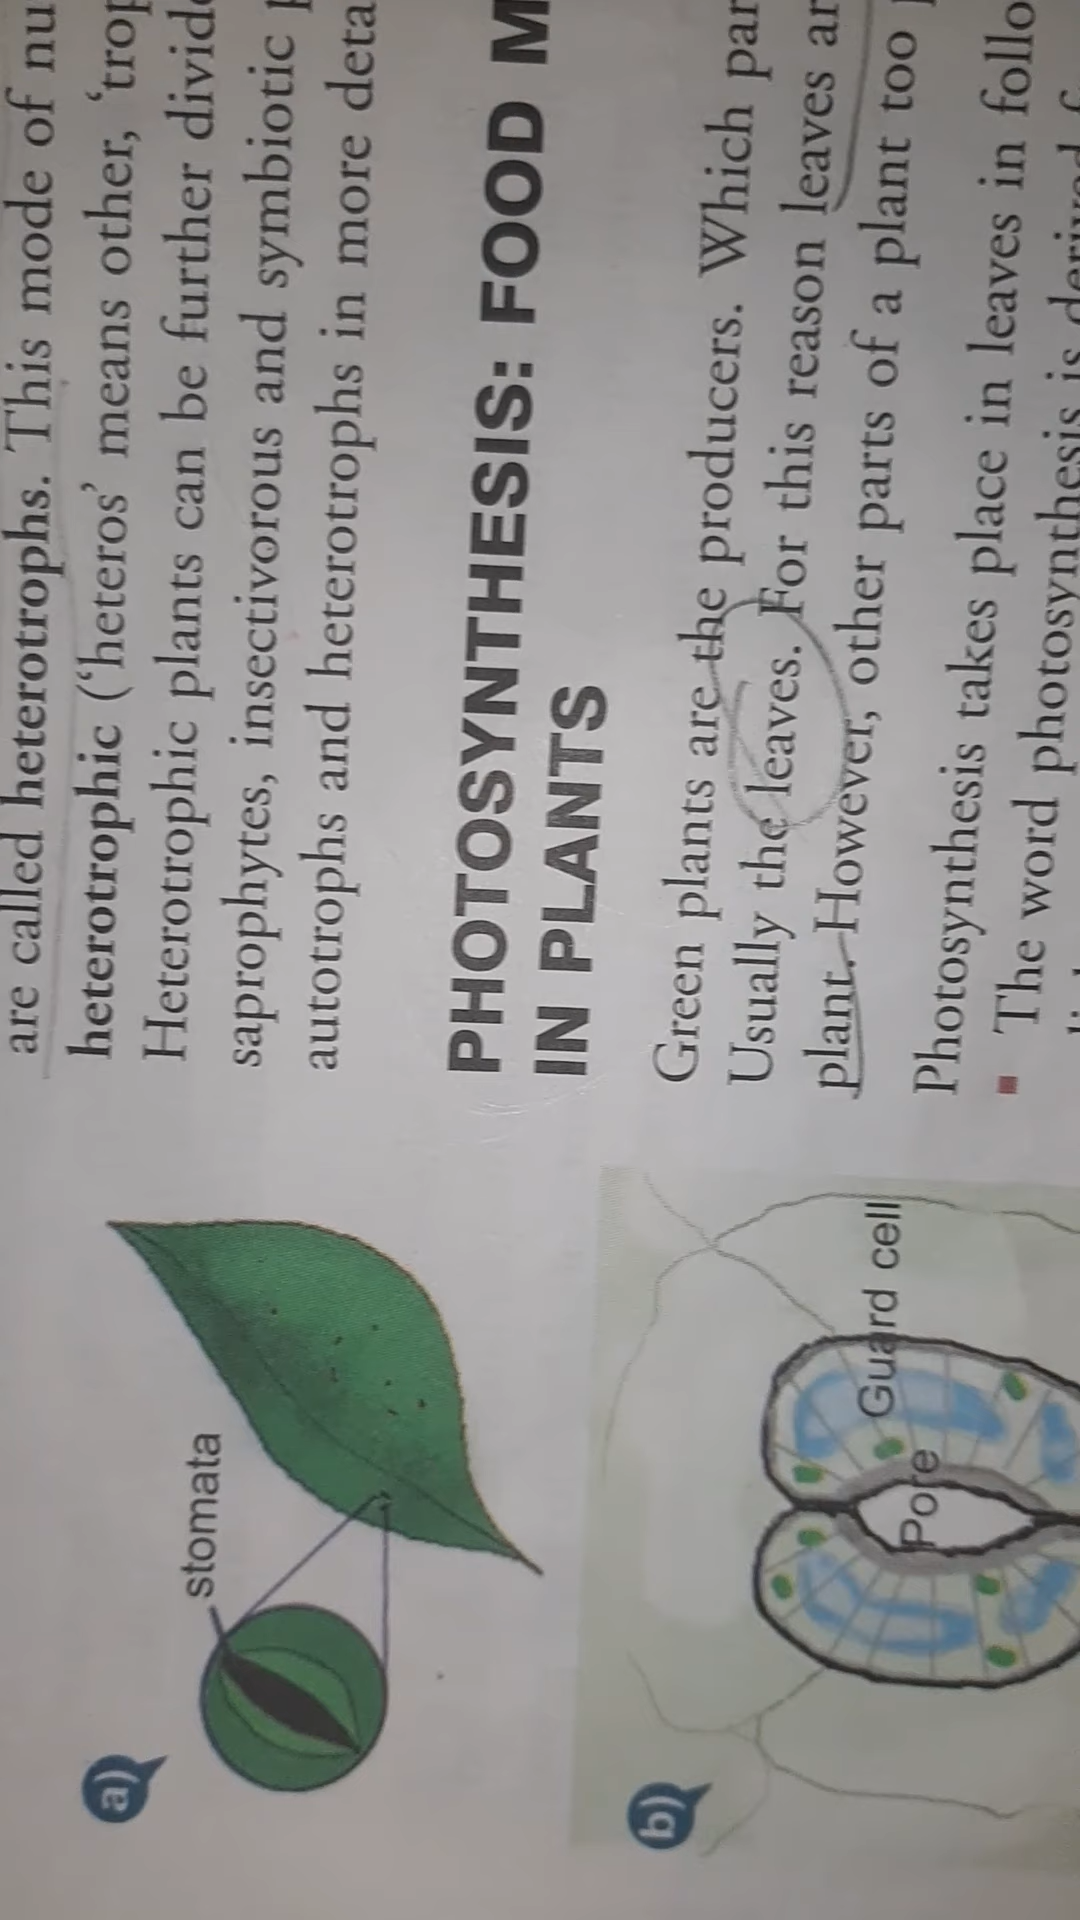 are called heterotrophs. This mode of nu
heterotrophic ('heteros' means other, 'trop
Heterotrophic plants can be further divide
saprophytes, insectivorous and symbiotic
autotrophs and heterotrophs in more deta
PHOTOSYNTHESIS: FOOD M
IN PLANTS
Green plants are the producers. Which par
Usually the leaves. For this reason leaves ar
plant. However, other parts of a plant too
Photosynthesis takes place in leaves in follo
▪ The word photosynthesis is derived
a)
stomata
b)
Guard cell
Pore